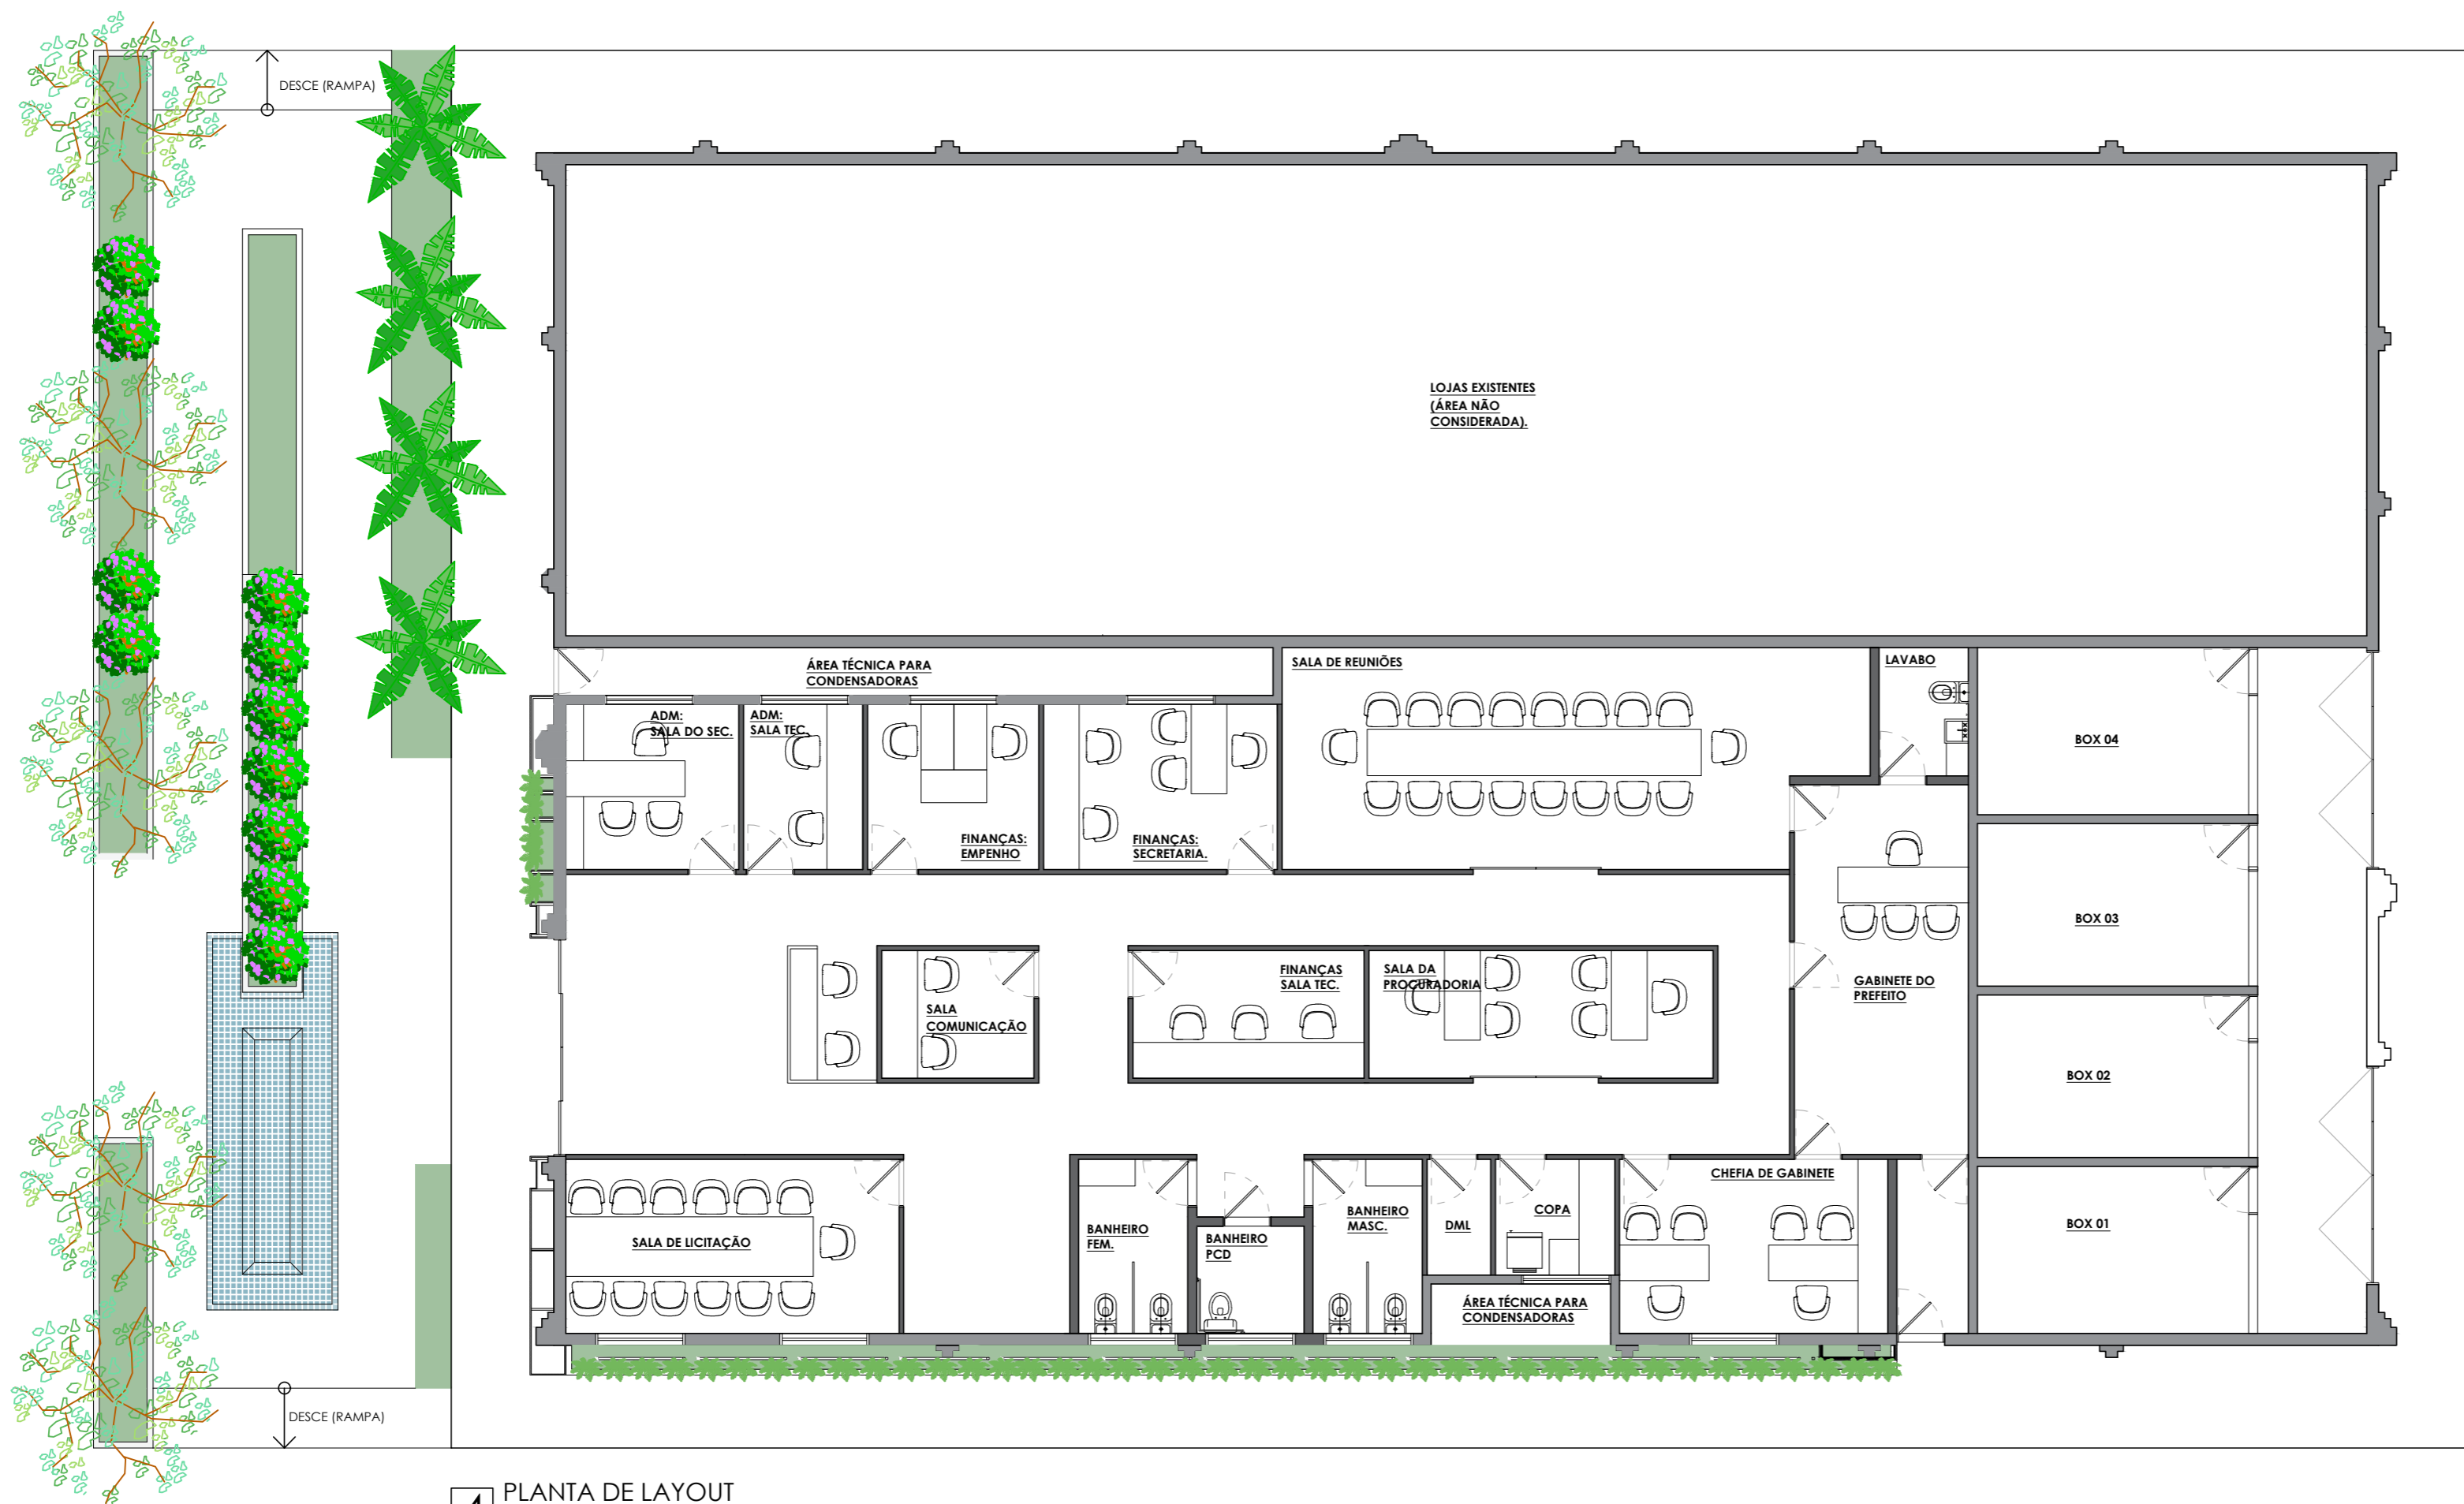 DESCE (RAMPA)
LOJAS EXISTENTES
(ÁREA NÃO
CONSIDERADA).
ÁREA TÉCNICA PARA
CONDENSADORAS
SALA DE REUNIÕES
LAVABO
ADM:
SALA DO SEC.
ADM:
SALA TEC.
BOX 04
FINANÇAS:
EMPENHO
FINANÇAS:
SECRETARIA.
BOX 03
FINANÇAS
SALA TEC.
SALA DA
PROCURADORIA
GABINETE DO
PREFEITO
SALA
COMUNICAÇÃO
BOX 02
CHEFIA DE GABINETE
BANHEIRO
FEM.
BANHEIRO
PCD
BANHEIRO
MASC.
DML
COPA
BOX 01
SALA DE LICITAÇÃO
ÁREA TÉCNICA PARA
CONDENSADORAS
DESCE (RAMPA)
PLANTA DE LAYOUT